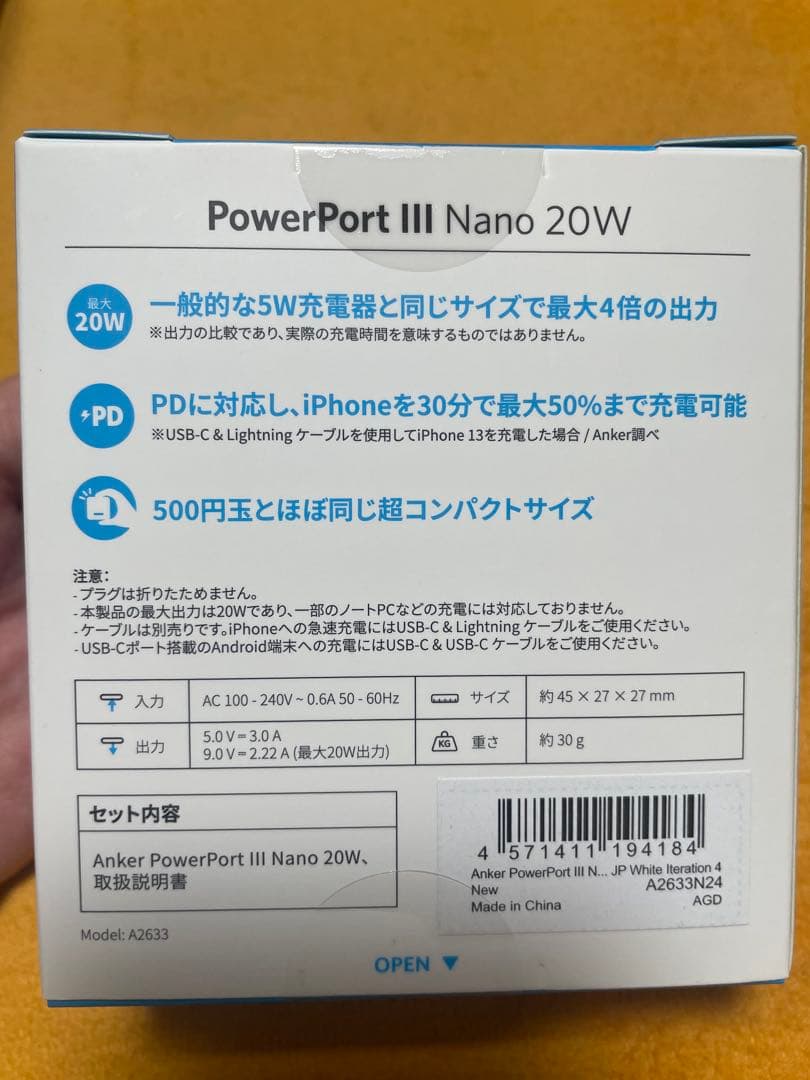 PowerPort III Nano 20W
最大
20W
一般的な5W充電器と同じサイズで最大4倍の出力
※出力の比較であり、実際の充電時間を意味するものではありません。
PD
PDに対応し、iPhoneを30分で最大50%まで充電可能
※USB-C & Lightning ケーブルを使用してiPhone 13を充電した場合 / Anker調べ
500円玉とほぼ同じ超コンパクトサイズ
注意：
- プラグは折りたためません。
- 本製品の最大出力は20Wであり、一部のノートPCなどの充電には対応しておりません。
- ケーブルは別売りです。iPhoneへの急速充電にはUSB-C & Lightning ケーブルをご使用ください。
- USB-Cポート搭載のAndroid端末への充電にはUSB-C & USB-C ケーブルをご使用ください。
入力 AC 100 - 240V ~ 0.6A 50 - 60Hz サイズ 約 45 × 27 × 27 mm
出力 5.0 V ⎓ 3.0 A
9.0 V ⎓ 2.22 A (最大20W出力)
KG 重さ 約 30 g
セット内容
Anker PowerPort III Nano 20W、
取扱説明書
4 571411 194184
Anker PowerPort III N... JP White Iteration 4
New A2633N24
Made in China AGD
Model: A2633
OPEN ▼